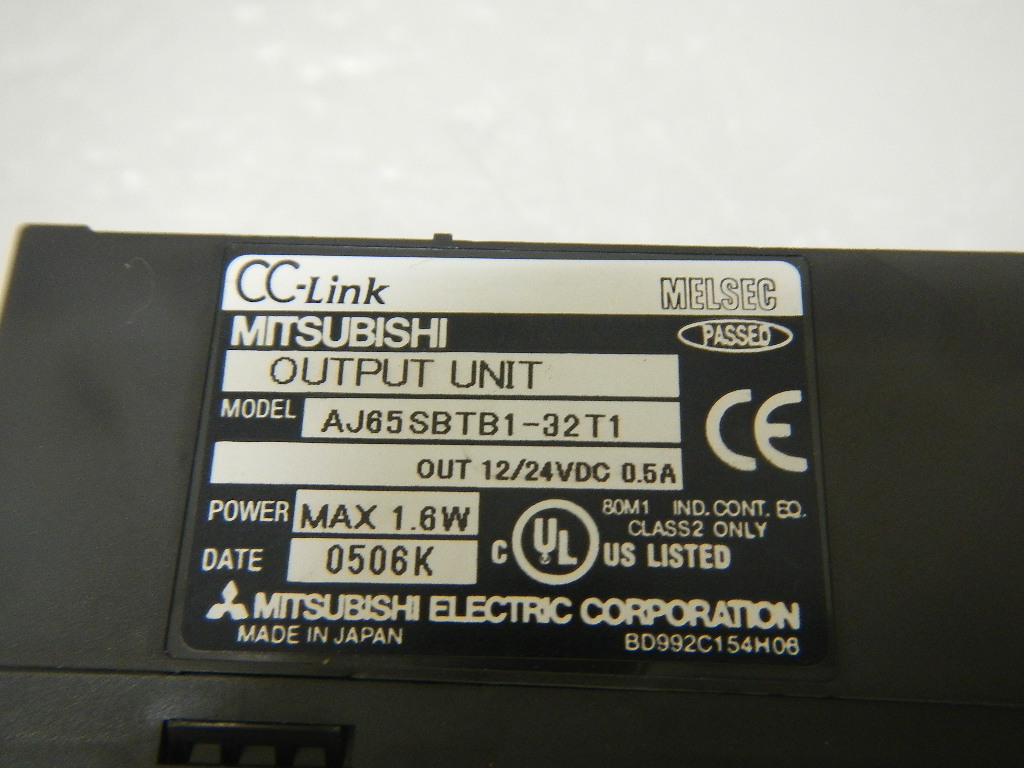 CC-Link MELSEC
MITSUBISHI PASSED
OUTPUT UNIT
MODEL AJ65SBTB1-32T1
CE
OUT 12/24VDC 0.5A
POWER MAX 1.6W
80M1 IND.CONT. EQ.
CLASS2 ONLY
DATE 0506K
C UL US LISTED
MITSUBISHI ELECTRIC CORPORATION
MADE IN JAPAN BD992C154H06